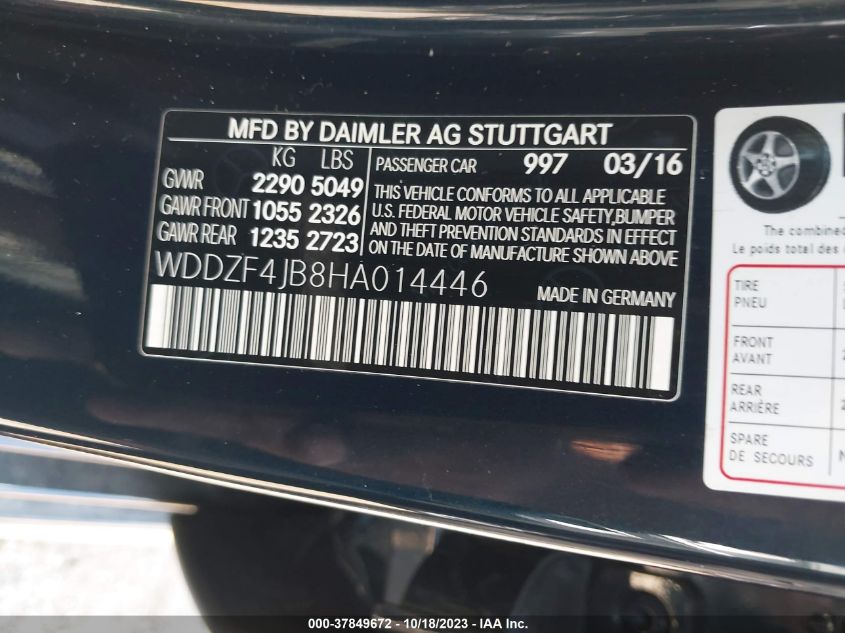 MFD BY DAIMLER AG STUTTGART
KG LBS
GVWR 2290 5049
GAWR FRONT 1055 2326
GAWR REAR 1235 2723
PASSENGER CAR 997 03/16
THIS VEHICLE CONFORMS TO ALL APPLICABLE
U.S. FEDERAL MOTOR VEHICLE SAFETY,BUMPER
AND THEFT PREVENTION STANDARDS IN EFFECT
ON THE DATE OF MANUFACTURE SHOWN ABOVE
WDDZF4JB8HA014446
MADE IN GERMANY
The combined
Le poids total des
TIRE
PNEU
FRONT
AVANT
REAR
ARRIÈRE
SPARE
DE SECOURS
000-37849672 - 10/18/2023 - IAA Inc.